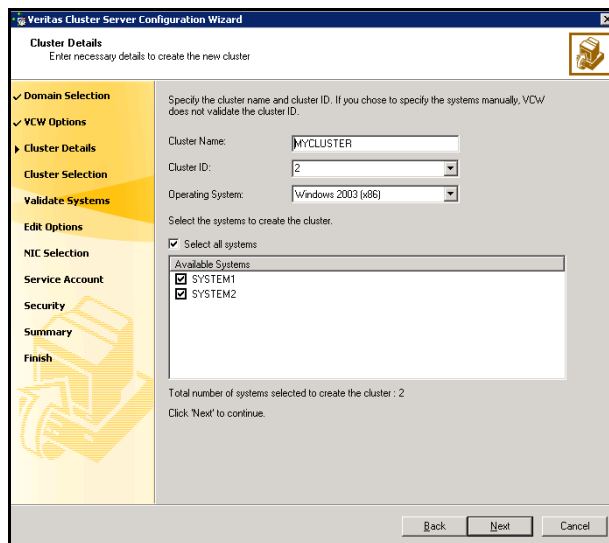 Veritas Cluster Server Configuration Wizard
Cluster Details
Enter necessary details to create the new cluster
Domain Selection
VCW Options
Cluster Details
Cluster Selection
Validate Systems
Edit Options
NIC Selection
Service Account
Security
Summary
Finish
Specify the cluster name and cluster ID. If you chose to specify the systems manually, VCW
does not validate the cluster ID.
Cluster Name: MYCLUSTER
Cluster ID: 2
Operating System: Windows 2003 (x86)
Select the systems to create the cluster.
Select all systems
Available Systems
SYSTEM1
SYSTEM2
Total number of systems selected to create the cluster : 2
Click 'Next' to continue.
Back Next Cancel